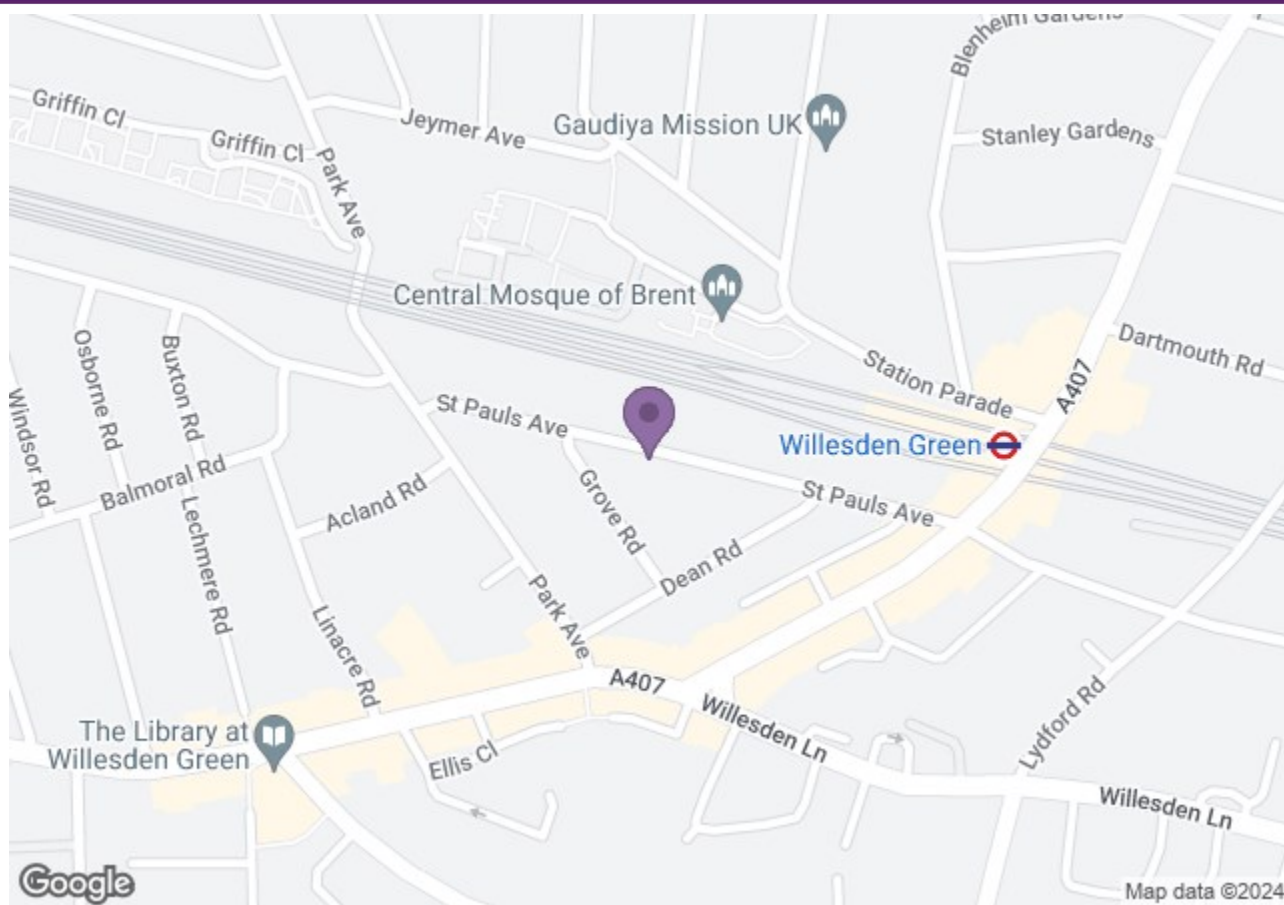 Blenheim Gardens
Griffin Cl
Griffin Cl
Jeymer Ave
Gaudiya Mission UK
Stanley Gardens
Park Ave
Central Mosque of Brent
Dartmouth Rd
Station Parade
A407
Osborne Rd
Buxton Rd
Windsor Rd
St Pauls Ave
Willesden Green
Balmoral Rd
Acland Rd
Grove Rd
St Pauls Ave
Lechmere Rd
Dean Rd
Linacre Rd
Park Ave
A407
Willesden Ln
Lydford Rd
The Library at
Willesden Green
Ellis Cl
Willesden Ln
Google
Map data ©2024